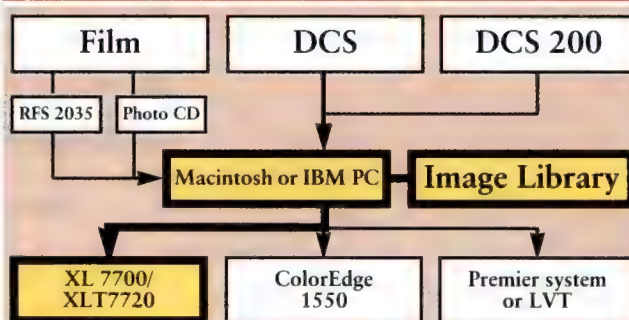 Film
DCS
DCS 200
RFS 2035
Photo CD
Macintosh or IBM PC
Image Library
XL 7700/
XLT7720
ColorEdge
1550
Premier system
or LVT